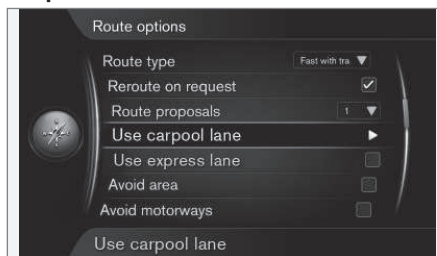 Route options
Route type Fast with tra
Reroute on request
Route proposals 1
Use carpool lane
Use express lane
Avoid area
Avoid motorways
Use carpool lane